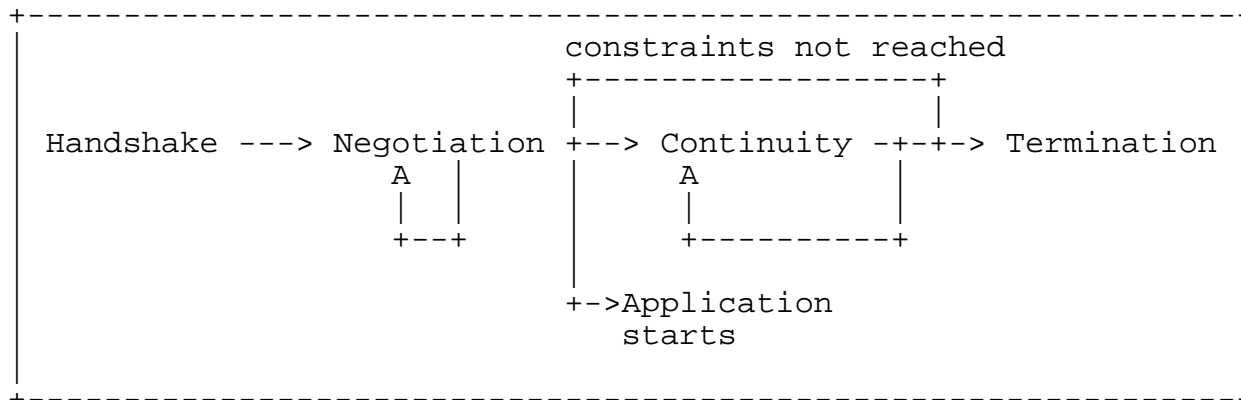 constraints not reached
Handshake ---> Negotiation +--> Continuity -+-+-> Termination
A A
+->Application
starts